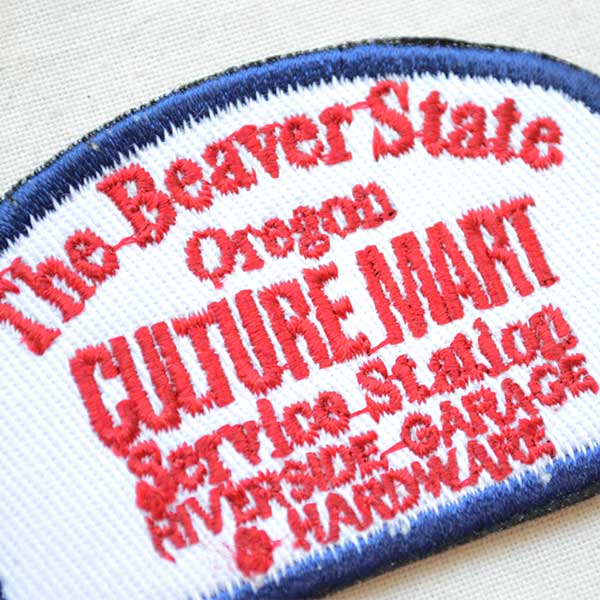 The Beaver State
Oregon
CULTURE MART
Service Station
RIVERSIDE GARAGE
& HARDWARE